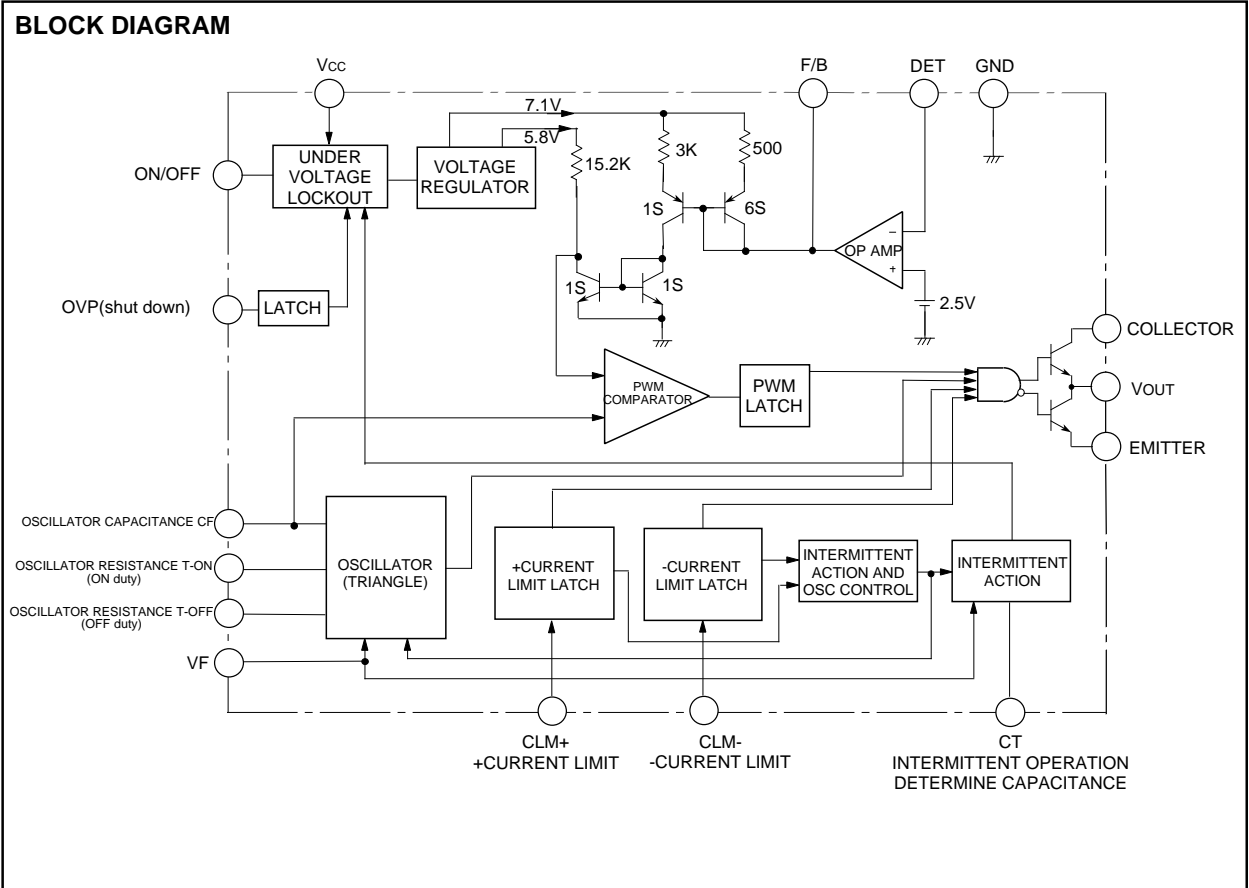 BLOCK DIAGRAM
VCC
F/B
DET
GND
7.1V
5.8V
15.2K
3K
500
ON/OFF
UNDER
VOLTAGE
LOCKOUT
VOLTAGE
REGULATOR
1S
6S
OP AMP
−
+
2.5V
1S
1S
OVP(shut down)
LATCH
COLLECTOR
PWM
COMPARATOR
PWM
LATCH
VOUT
EMITTER
OSCILLATOR CAPACITANCE CF
OSCILLATOR RESISTANCE T-ON
(ON duty)
OSCILLATOR RESISTANCE T-OFF
(OFF duty)
VF
OSCILLATOR
(TRIANGLE)
+CURRENT
LIMIT LATCH
-CURRENT
LIMIT LATCH
INTERMITTENT
ACTION AND
OSC CONTROL
INTERMITTENT
ACTION
CLM+
+CURRENT LIMIT
CLM-
-CURRENT LIMIT
CT
INTERMITTENT OPERATION
DETERMINE CAPACITANCE